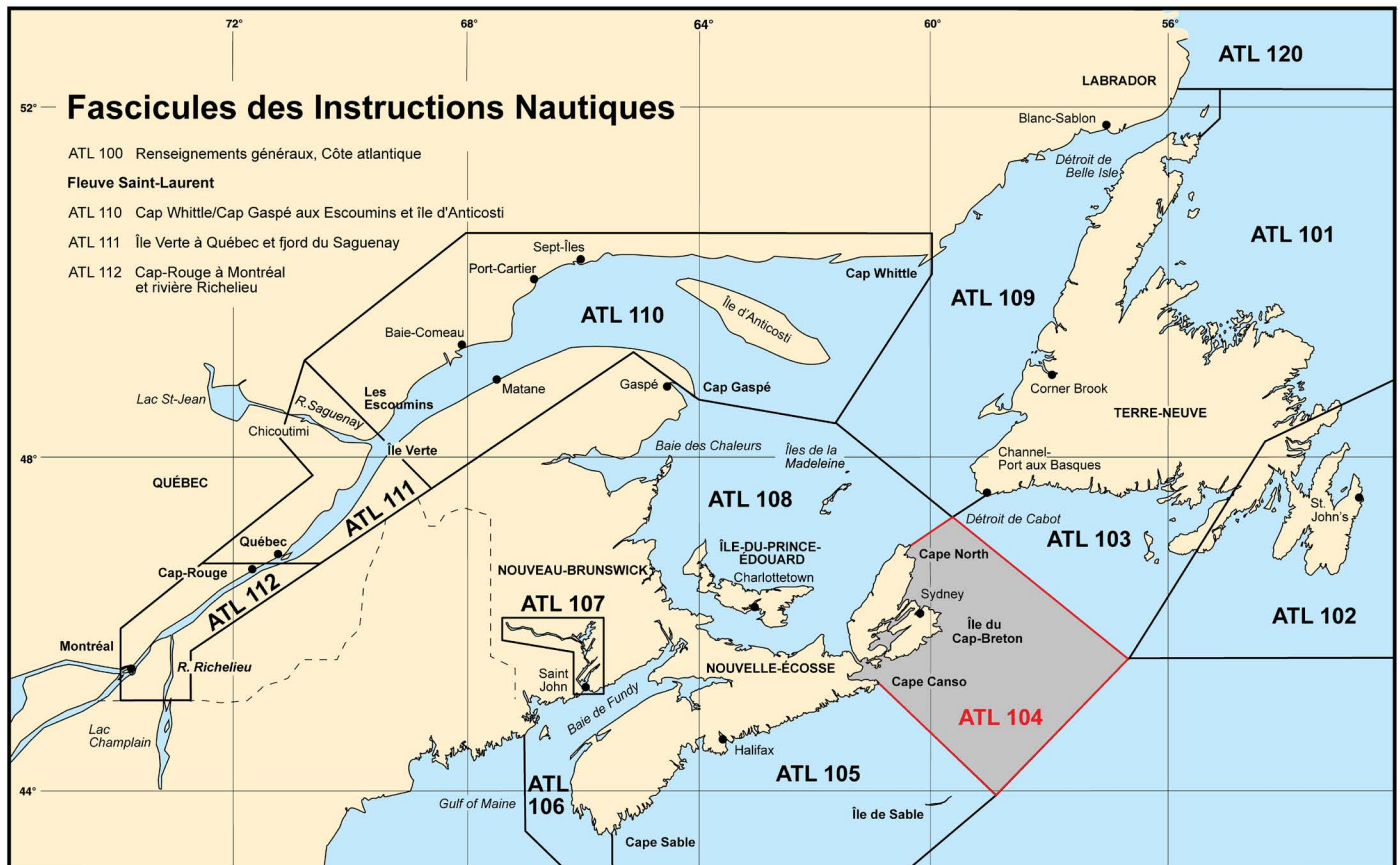 72°
68°
64°
60°
56°
ATL 120
LABRADOR
52°
Fascicules des Instructions Nautiques
Blanc-Sablon
ATL 100 Renseignements généraux, Côte atlantique
Détroit de
Belle Isle
Fleuve Saint-Laurent
ATL 110 Cap Whittle/Cap Gaspé aux Escoumins et île d'Anticosti
ATL 101
ATL 111 Île Verte à Québec et fjord du Saguenay
Sept-Îles
ATL 112 Cap-Rouge à Montréal
et rivière Richelieu
Port-Cartier
Cap Whittle
ATL 109
ATL 110
Île d'Anticosti
Baie-Comeau
Corner Brook
Matane
Gaspé
Cap Gaspé
Les
Escoumins
Lac St-Jean
R.Saguenay
TERRE-NEUVE
Chicoutimi
Île Verte
Baie des Chaleurs
Îles de la
Madeleine
48°
Channel-
Port aux Basques
QUÉBEC
ATL 111
ATL 108
St.
John's
Détroit de Cabot
ATL 103
Québec
Cap-Rouge
ÎLE-DU-PRINCE-
ÉDOUARD
Cape North
NOUVEAU-BRUNSWICK
Charlottetown
ATL 112
ATL 107
Sydney
ATL 102
Île du
Cap-Breton
Montréal
R. Richelieu
NOUVELLE-ÉCOSSE
Saint
John
Cape Canso
Baie de Fundy
ATL 104
Lac
Champlain
Halifax
ATL 105
44°
ATL
106
Gulf of Maine
Île de Sable
Cape Sable